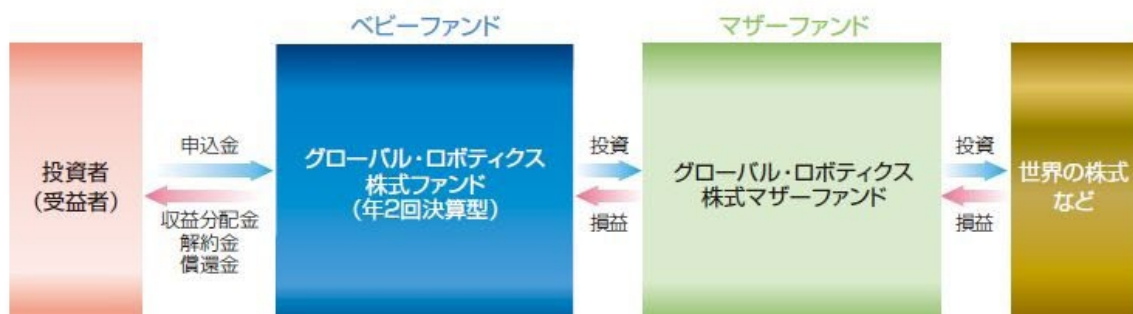 ベビーファンド
マザーファンド
投資者
(受益者)
申込金
収益分配金
解約金
償還金
グローバル・ロボティクス
株式ファンド
(年2回決算型)
投資
損益
グローバル・ロボティクス
株式マザーファンド
投資
損益
世界の株式
など